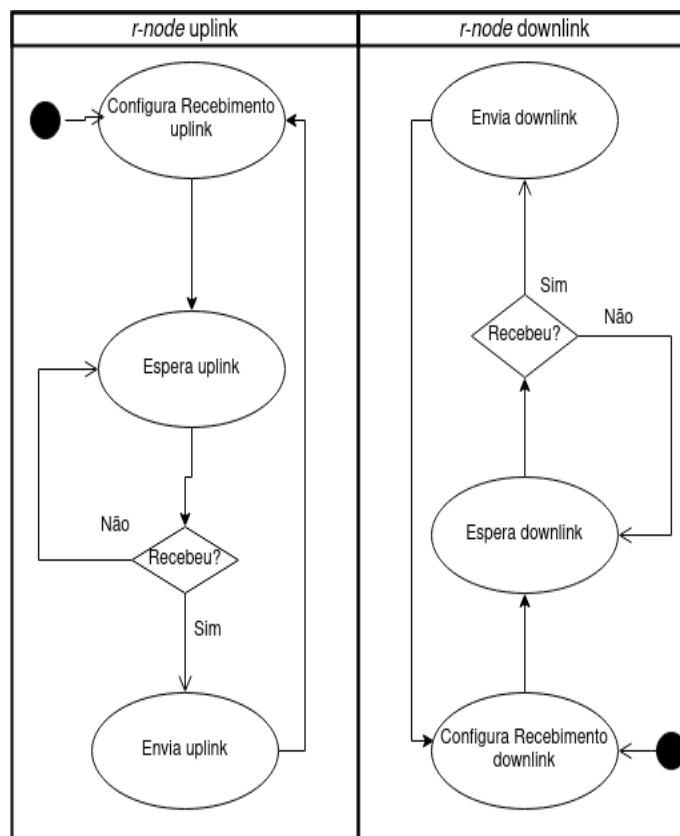 r-node uplink
Configura Recebimento
uplink
Espera uplink
Não
Recebeu?
Sim
Envia uplink
r-node downlink
Envia downlink
Sim
Não
Recebeu?
Espera downlink
Configura Recebimento
downlink